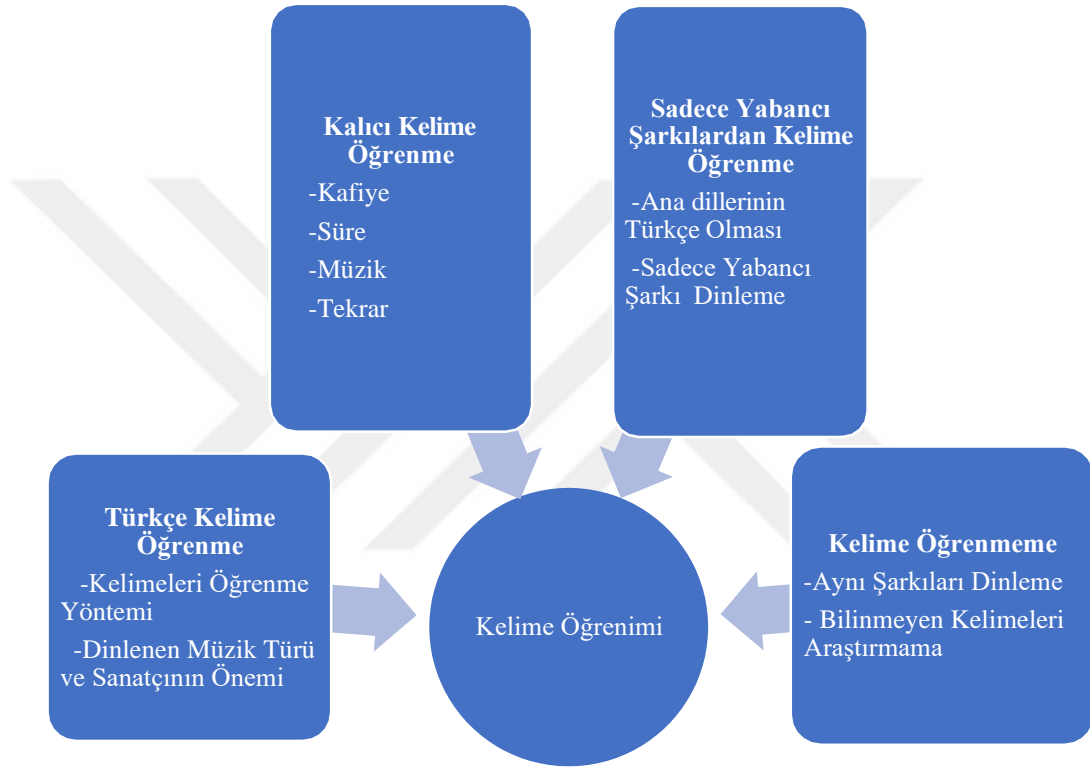 Kalıcı Kelime
Öğrenme
-Kafiye
-Süre
-Müzik
-Tekrar
Sadece Yabancı
Şarkılardan Kelime
Öğrenme
-Ana dillerinin
Türkçe Olması
-Sadece Yabancı
Şarkı Dinleme
Türkçe Kelime
Öğrenme
-Kelimeleri Öğrenme
Yöntemi
-Dinlenen Müzik Türü
ve Sanatçının Önemi
Kelime Öğrenimi
Kelime Öğrenmeme
-Aynı Şarkıları Dinleme
- Bilinmeyen Kelimeleri
Araştırmama